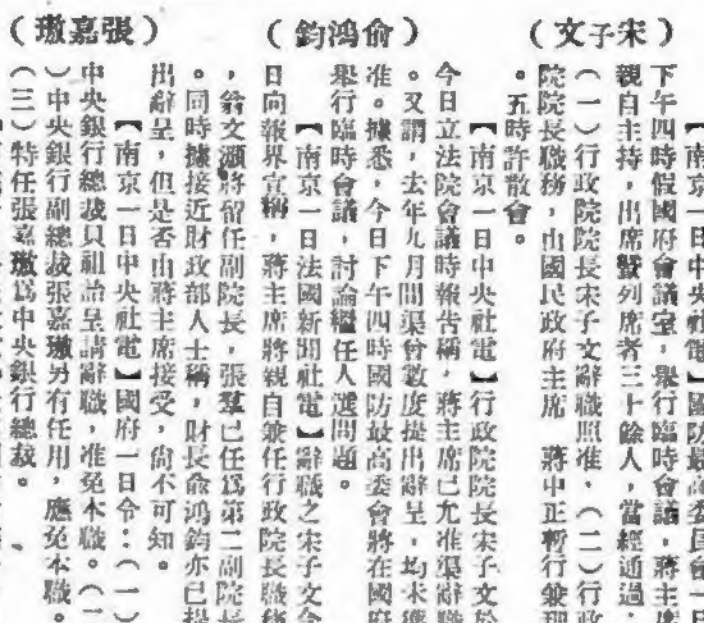 （宋子文）
【南京一日中央社電】國防最高委員會一日
下午四時假國府會議室，舉行臨時會議，蔣主席
親自主持，出席暨列席者三十餘人，當經通過：
（一）行政院院長宋子文辭職照准，（二）行政
院院長職務，由國民政府主席 蔣中正暫行兼理
。五時許散會。
【南京一日中央社電】行政院院長宋子文於
今日立法院會議時報告稱，蔣主席已允准渠辭職
。又謂，去年九月間渠曾數度提出辭呈，均未獲
准。據悉，今日下午四時國防最高委會將在國府
舉行臨時會議，討論繼任人選問題。
（俞鴻鈞）
【南京一日法國新聞社電】辭職之宋子文今
日向報界宣稱，蔣主席將親自兼任行政院長職務
，翁文灝將留任副院長，張羣已任爲第二副院長
。同時據接近財政部人士稱，財長俞鴻鈞亦已提
出辭呈，但是否由蔣主席接受，尚不可知。
（張嘉璈）
【南京一日中央社電】國府一日令：（一）
中央銀行總裁貝祖詒呈請辭職，准免本職。（二
）中央銀行副總裁張嘉璈另有任用，應免本職。
（三）特任張嘉璈爲中央銀行總裁。